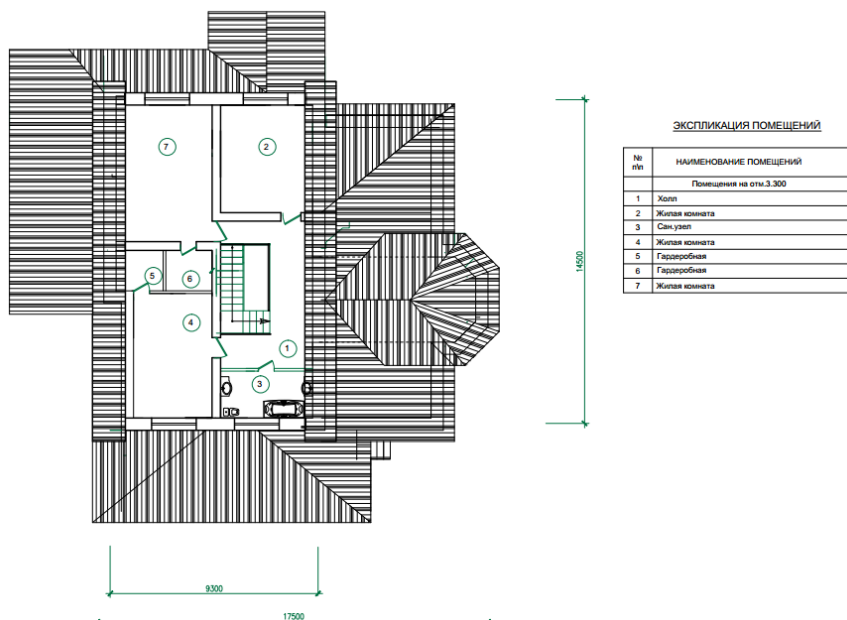 ЭКСПЛИКАЦИЯ ПОМЕЩЕНИЙ
№ п\п НАИМЕНОВАНИЕ ПОМЕЩЕНИЙ
Помещения на отм.3.300
1 Холл
2 Жилая комната
3 Сан.узел
4 Жилая комната
5 Гардеробная
6 Гардеробная
7 Жилая комната
7
2
5
6
4
1
3
14500
9300
17500